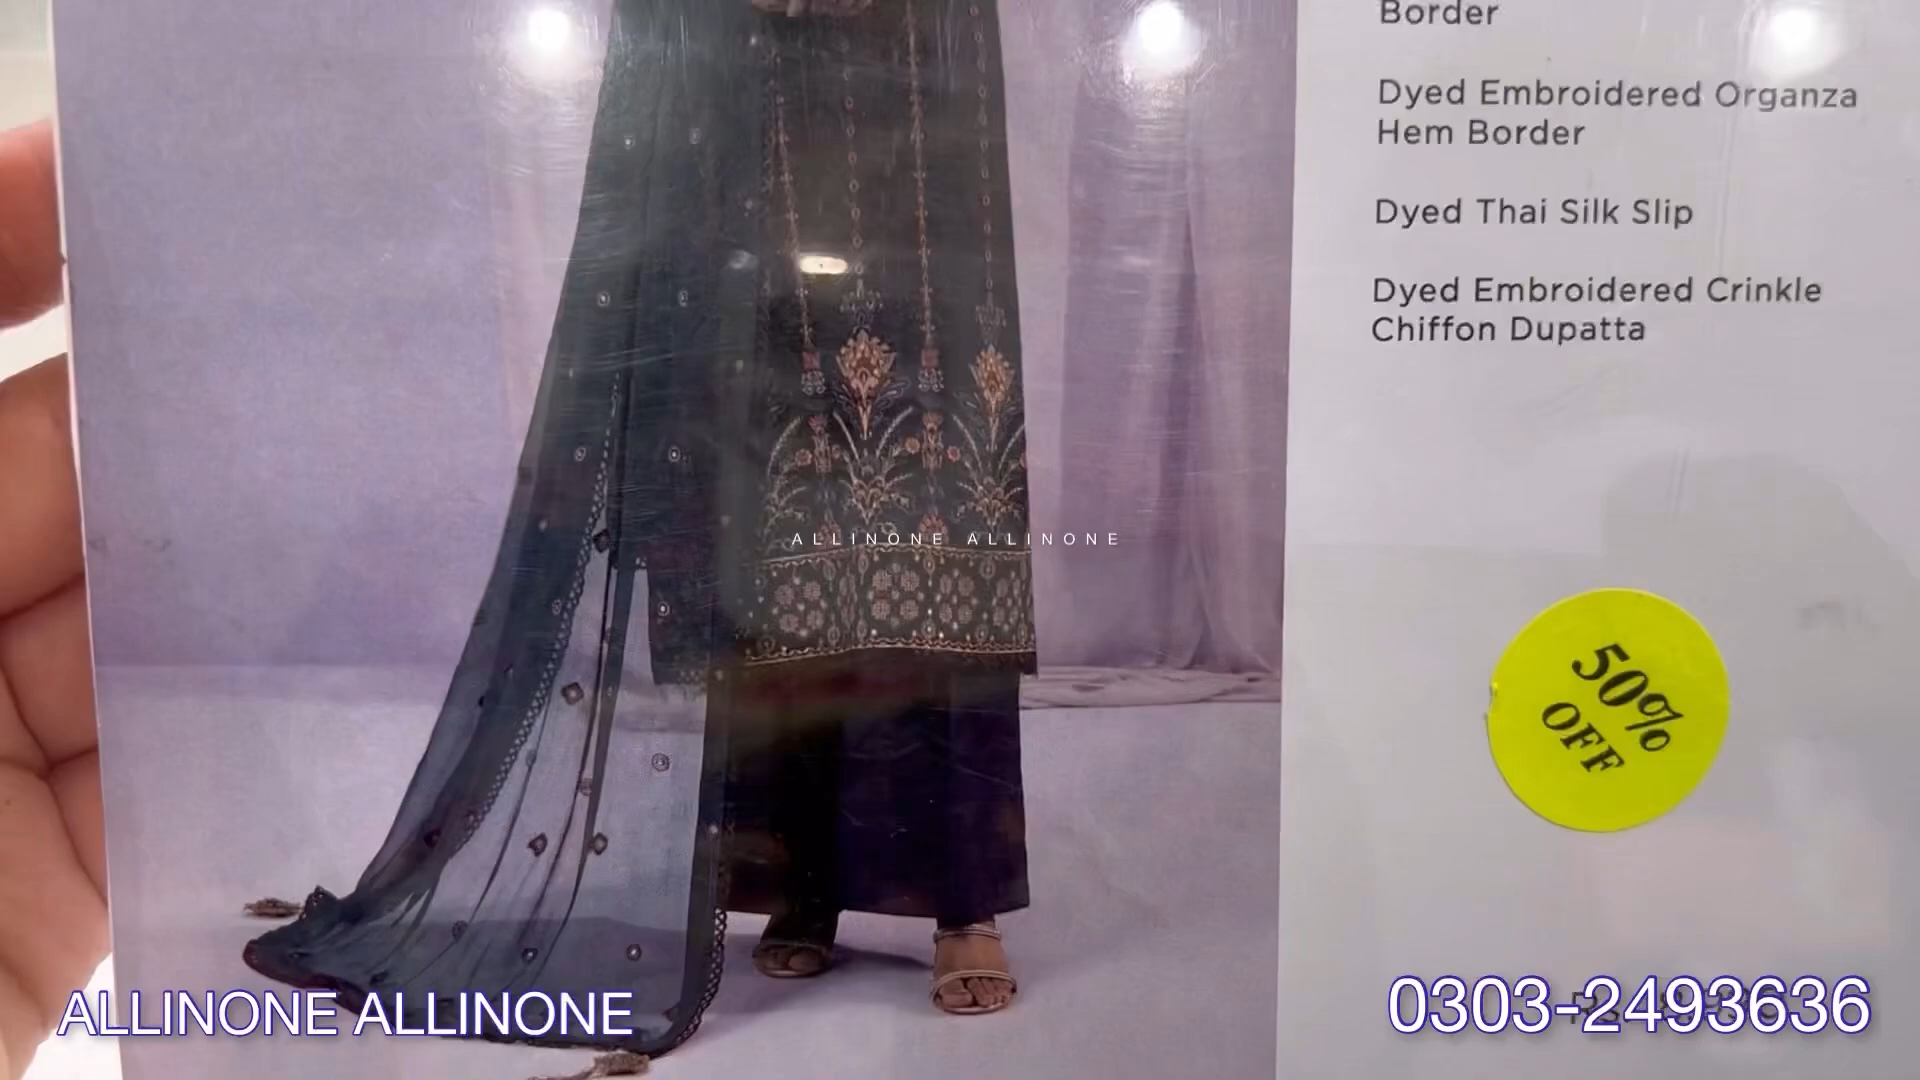 Border
Dyed Embroidered Organza
Hem Border
Dyed Thai Silk Slip
Dyed Embroidered Crinkle
Chiffon Dupatta
ALLINONE ALLINONE
50%
OFF
ALLINONE ALLINONE
0303-2493636